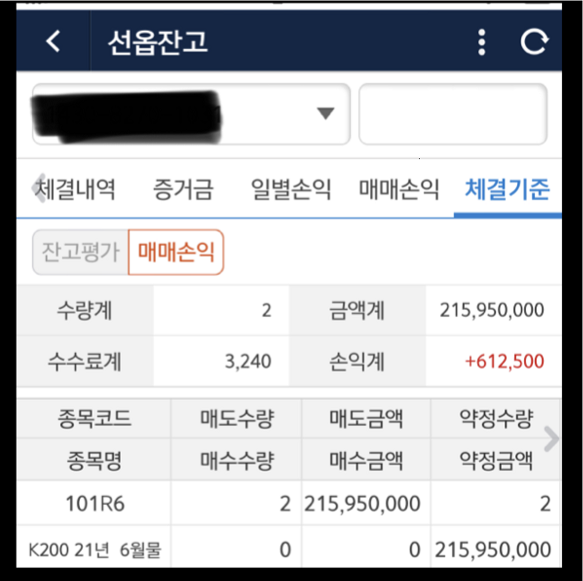 선옵잔고
체결내역 증거금 일별손익 매매손익 체결기준
잔고평가 매매손익
수량계 2 금액계 215,950,000
수수료계 3,240 손익계 +612,500
종목코드 매도수량 매도금액 약정수량
종목명 매수수량 매수금액 약정금액
101R6 2 215,950,000 2
K200 21년 6월물 0 0 215,950,000